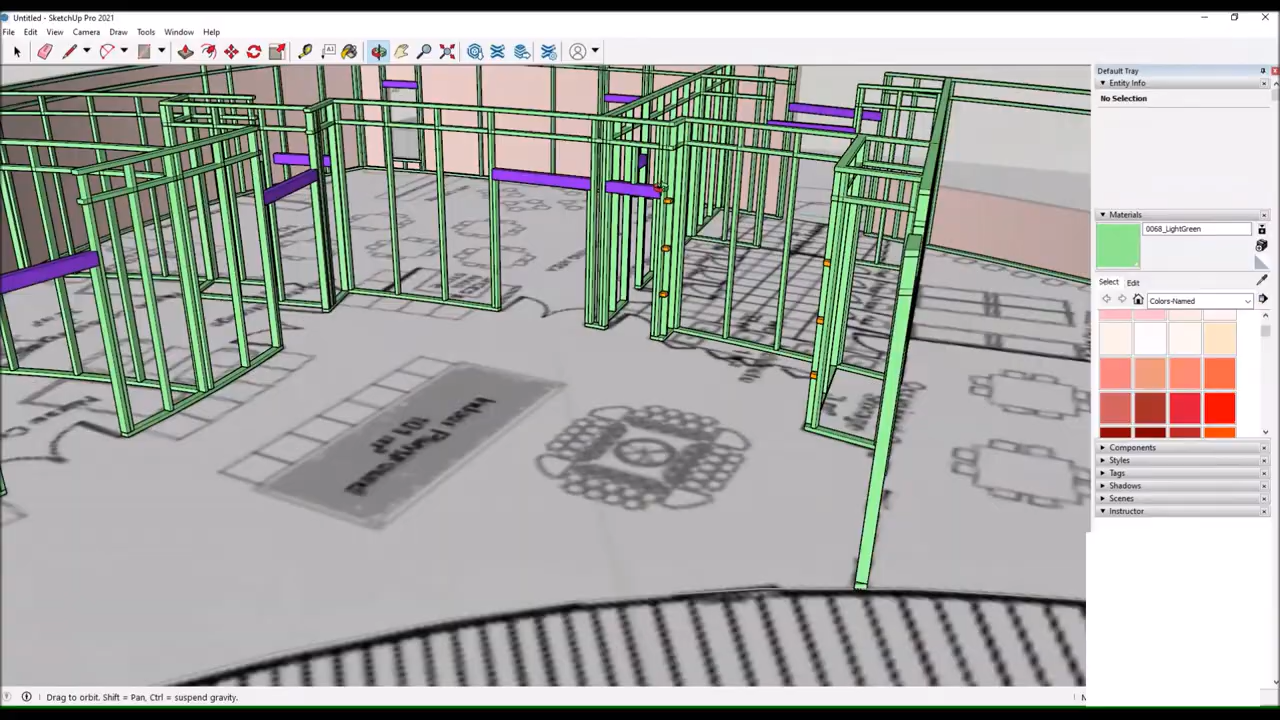 Untitled - SketchUp Pro 2021
File Edit View Camera Draw Tools Window Help
Default Tray
Entity Info
No Selection
Materials
0068_LightGreen
Select Edit
Colors-Named
Components
Styles
Tags
Shadows
Scenes
Instructor
Drag to orbit. Shift = Pan, Ctrl = suspend gravity.